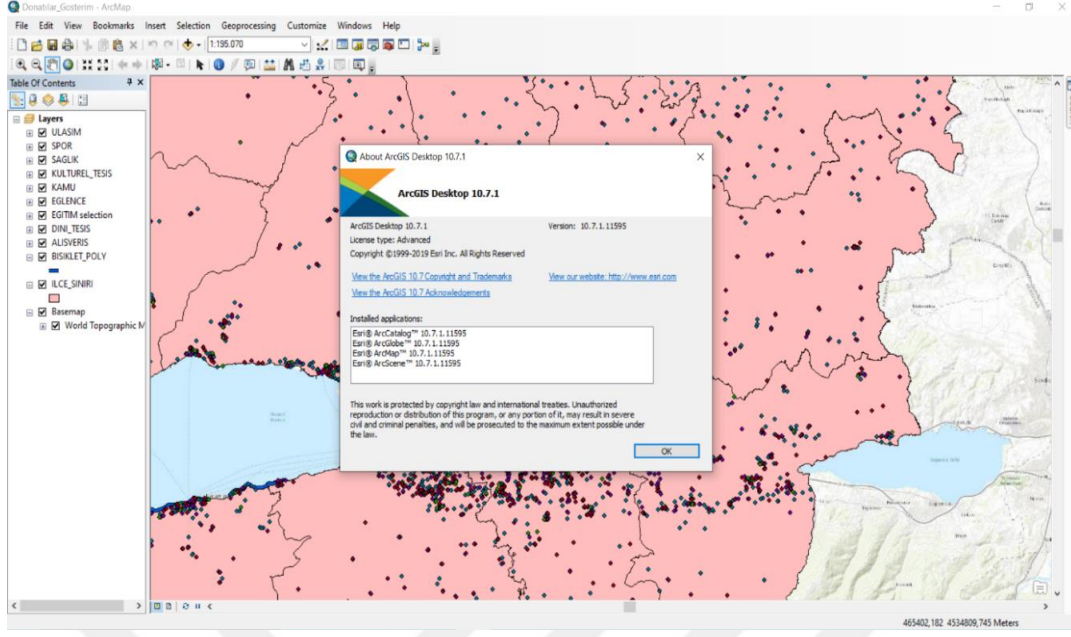 Donatılar_Gosterim - ArcMap
File Edit View Bookmarks Insert Selection Geoprocessing Customize Windows Help
1:195.070
Table Of Contents
Layers
ULASIM
SPOR
SAGLIK
KULTUREL_TESIS
KAMU
EGLENCE
EGITIM selection
DINI_TESIS
ALISVERIS
BISIKLET_POLY
ILCE_SINIRI
Basemap
World Topographic M
About ArcGIS Desktop 10.7.1
ArcGIS Desktop 10.7.1
ArcGIS Desktop 10.7.1 Version: 10.7.1.11595
License type: Advanced
Copyright ©1999-2019 Esri Inc. All Rights Reserved
View the ArcGIS 10.7 Copyright and Trademarks View our website: http://www.esri.com
View the ArcGIS 10.7 Acknowledgements
Installed applications:
Esri® ArcCatalog™ 10.7.1.11595
Esri® ArcGlobe™ 10.7.1.11595
Esri® ArcMap™ 10.7.1.11595
Esri® ArcScene™ 10.7.1.11595
This work is protected by copyright law and international treaties. Unauthorized
reproduction or distribution of this program, or any portion of it, may result in severe
civil and criminal penalties, and will be prosecuted to the maximum extent possible under
the law.
OK
465402,182 4534809,745 Meters